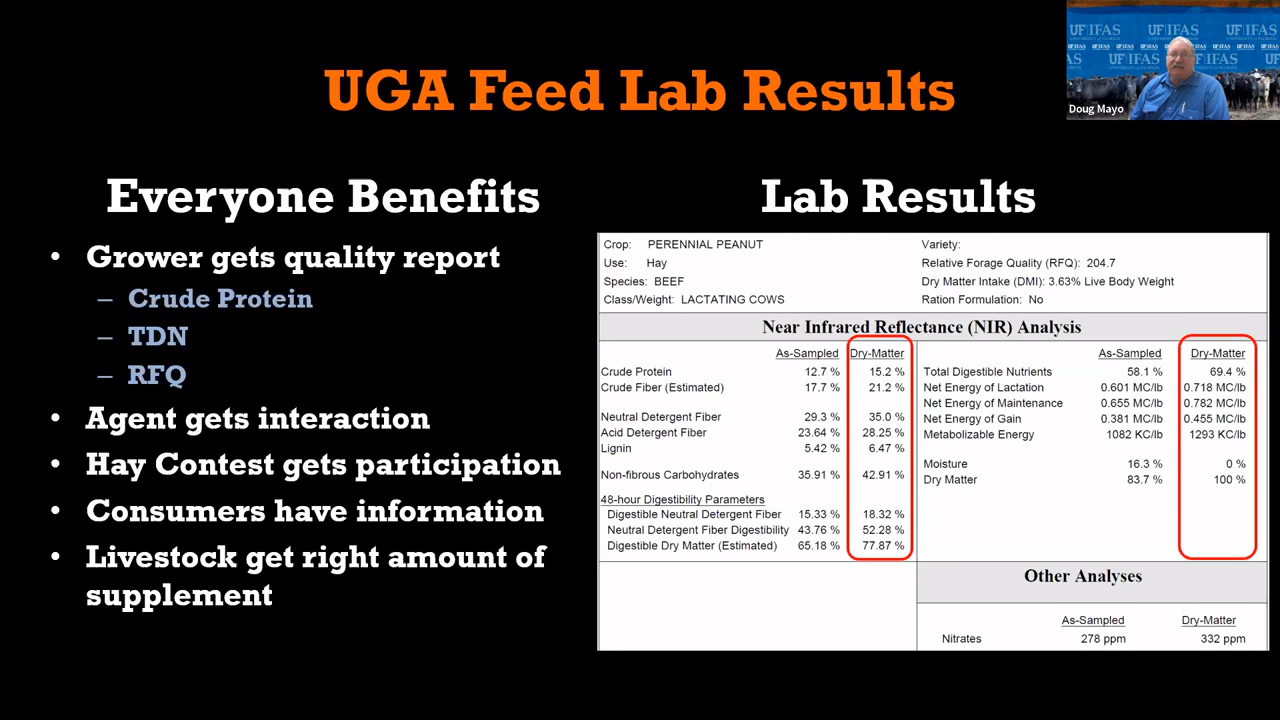 UGA Feed Lab Results
UF|IFAS UF|IFAS UF|IFAS
UNIVERSITY of FLORIDA
Doug Mayo
Everyone Benefits
• Grower gets quality report
– Crude Protein
– TDN
– RFQ
• Agent gets interaction
• Hay Contest gets participation
• Consumers have information
• Livestock get right amount of
supplement
Lab Results
Crop: PERENNIAL PEANUT
Use: Hay
Species: BEEF
Class/Weight: LACTATING COWS
Variety:
Relative Forage Quality (RFQ): 204.7
Dry Matter Intake (DMI): 3.63% Live Body Weight
Ration Formulation: No
Near Infrared Reflectance (NIR) Analysis
As-Sampled Dry-Matter
Crude Protein 12.7 % 15.2 %
Crude Fiber (Estimated) 17.7 % 21.2 %
Neutral Detergent Fiber 29.3 % 35.0 %
Acid Detergent Fiber 23.64 % 28.25 %
Lignin 5.42 % 6.47 %
Non-fibrous Carbohydrates 35.91 % 42.91 %
48-hour Digestibility Parameters
Digestible Neutral Detergent Fiber 15.33 % 18.32 %
Neutral Detergent Fiber Digestibility 43.76 % 52.28 %
Digestible Dry Matter (Estimated) 65.18 % 77.87 %
As-Sampled Dry-Matter
Total Digestible Nutrients 58.1 % 69.4 %
Net Energy of Lactation 0.601 MC/lb 0.718 MC/lb
Net Energy of Maintenance 0.655 MC/lb 0.782 MC/lb
Net Energy of Gain 0.381 MC/lb 0.455 MC/lb
Metabolizable Energy 1082 KC/lb 1293 KC/lb
Moisture 16.3 % 0 %
Dry Matter 83.7 % 100 %
Other Analyses
As-Sampled Dry-Matter
Nitrates 278 ppm 332 ppm